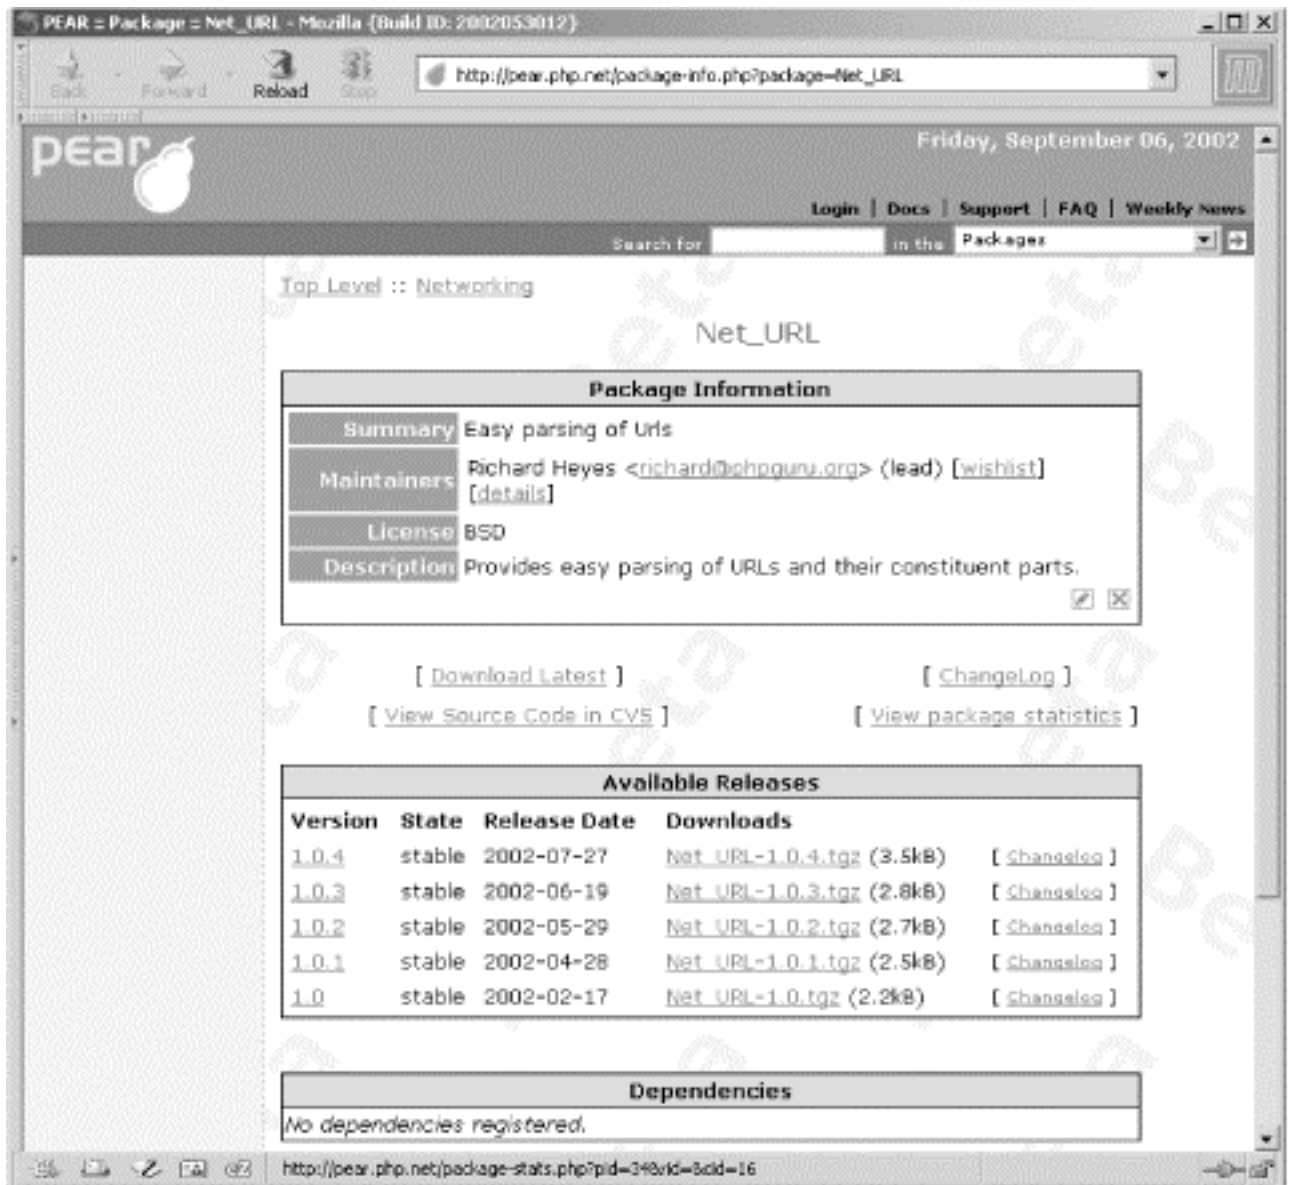 PEAR = Package = Net_URL - Mozilla {Build ID: 2002053012}
Back Forward Reload Stop http://pear.php.net/package-info.php?package=Net_URL
pear
Friday, September 06, 2002
Login | Docs | Support | FAQ | Weekly News
Search for in the Packages
Top Level :: Networking
Net_URL
Package Information
Summary Easy parsing of Urls
Maintainers Richard Heyes <richard@phpguru.org> (lead) [wishlist]
[details]
License BSD
Description Provides easy parsing of URLs and their constituent parts.
[ Download Latest ] [ ChangeLog ]
[ View Source Code in CVS ] [ View package statistics ]
Available Releases
Version State Release Date Downloads
1.0.4 stable 2002-07-27 Net_URL-1.0.4.tgz (3.5kB) [ Changelog ]
1.0.3 stable 2002-06-19 Net_URL-1.0.3.tgz (2.8kB) [ Changelog ]
1.0.2 stable 2002-05-29 Net_URL-1.0.2.tgz (2.7kB) [ Changelog ]
1.0.1 stable 2002-04-28 Net_URL-1.0.1.tgz (2.5kB) [ Changelog ]
1.0 stable 2002-02-17 Net_URL-1.0.tgz (2.2kB) [ Changelog ]
Dependencies
No dependencies registered.
http://pear.php.net/package-stats.php?pid=34&rid=&cid=16